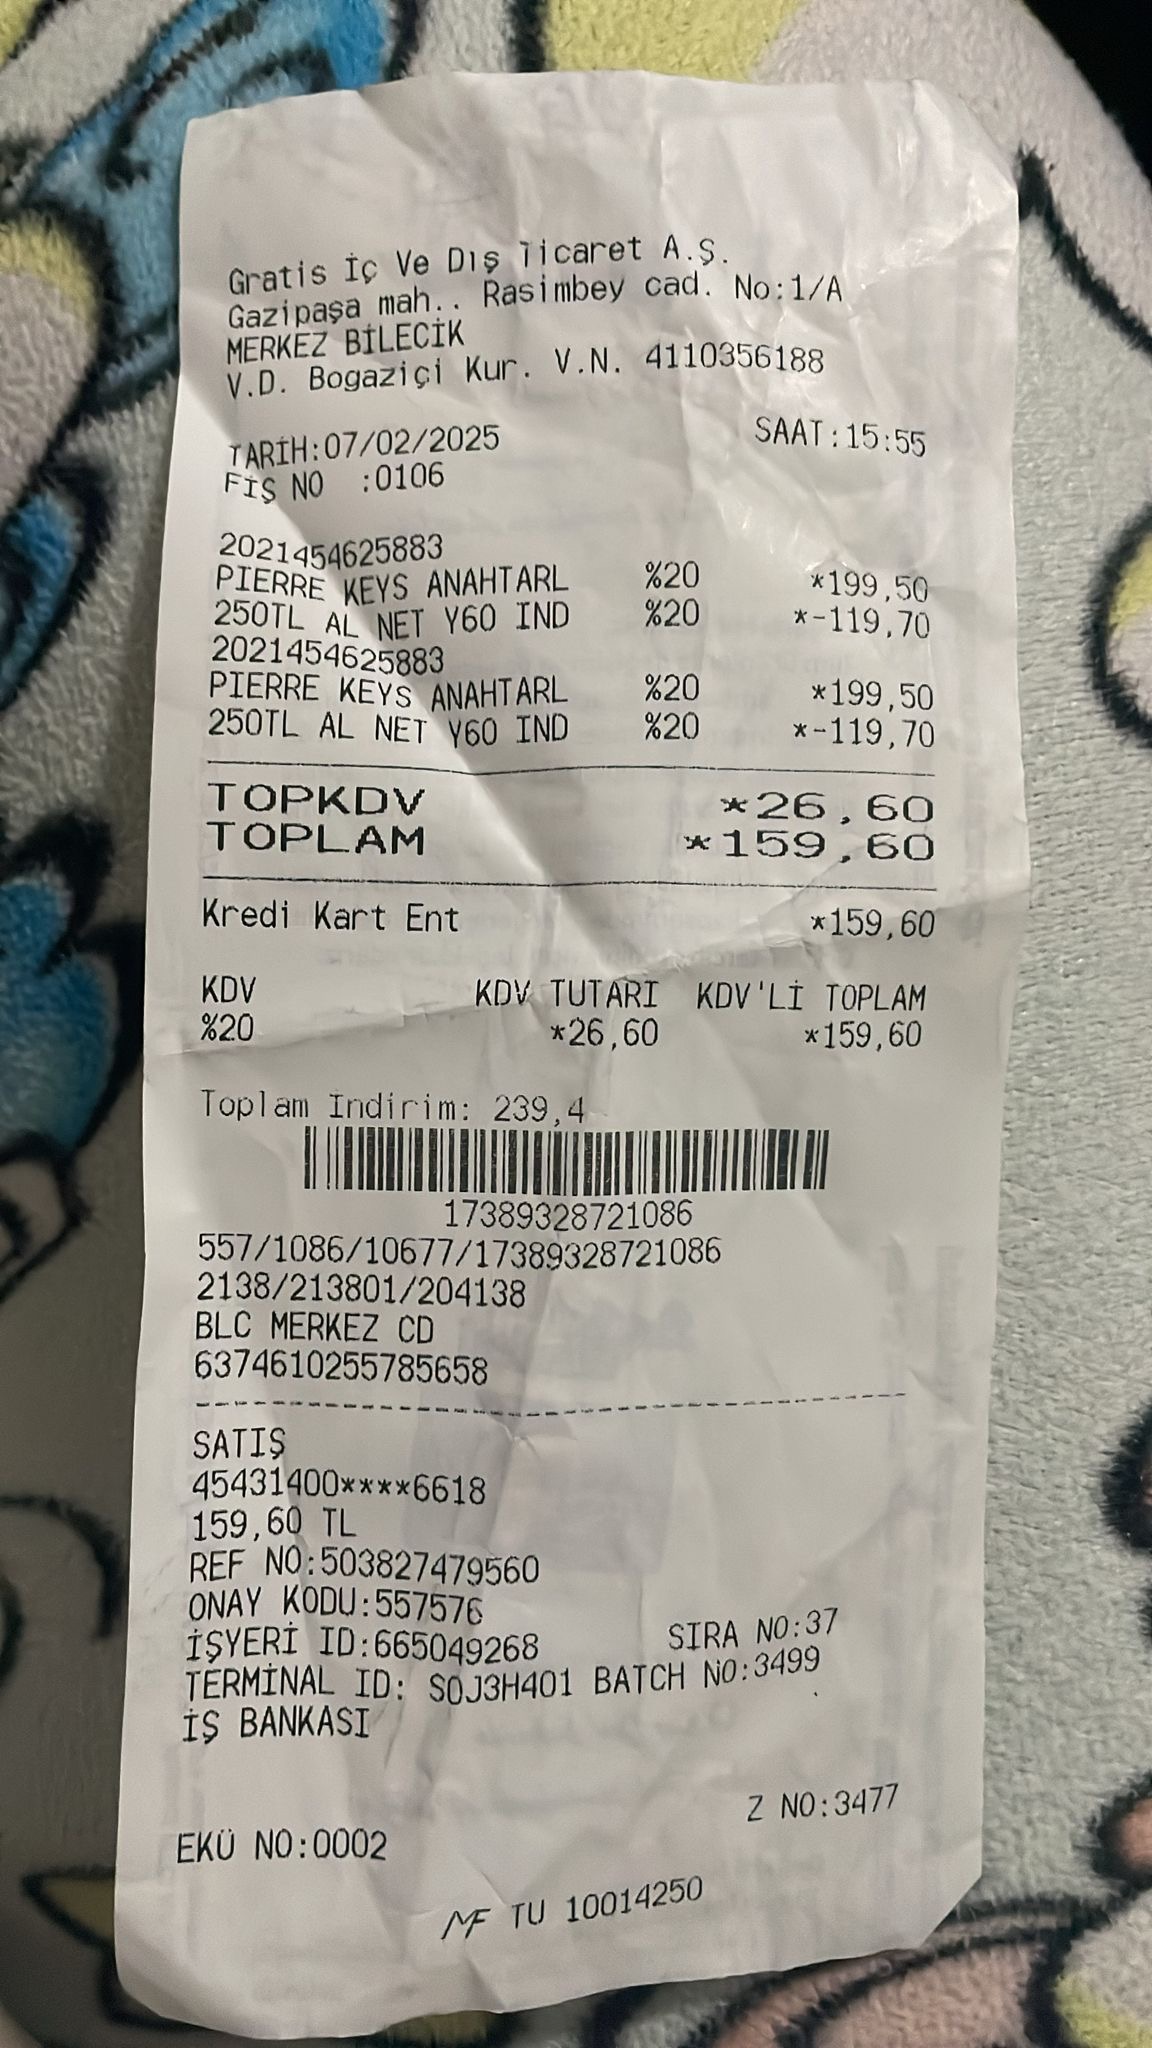 Gratis İç Ve Dış Ticaret A.Ş.
Gazipaşa mah.. Rasimbey cad. No:1/A
MERKEZ BİLECİK
V.D. Bogaziçi Kur. V.N. 4110356188
TARİH:07/02/2025 SAAT:15:55
FİŞ NO :0106
2021454625883
PIERRE KEYS ANAHTARL %20 *199,50
250TL AL NET Y60 IND %20 *-119,70
2021454625883
PIERRE KEYS ANAHTARL %20 *199,50
250TL AL NET Y60 IND %20 *-119,70
TOPKDV *26,60
TOPLAM *159,60
Kredi Kart Ent *159,60
KDV KDV TUTARI KDV'Lİ TOPLAM
%20 *26,60 *159,60
Toplam İndirim: 239,4
17389328721086
557/1086/10677/17389328721086
2138/213801/204138
BLC MERKEZ CD
6374610255785658
SATIŞ
45431400****6618
159,60 TL
REF NO:503827479560
ONAY KODU:557576
İŞYERİ ID:665049268 SIRA NO:37
TERMİNAL ID: S0J3H401 BATCH NO:3499
İŞ BANKASI
Z NO:3477
EKÜ NO:0002
MF TU 10014250